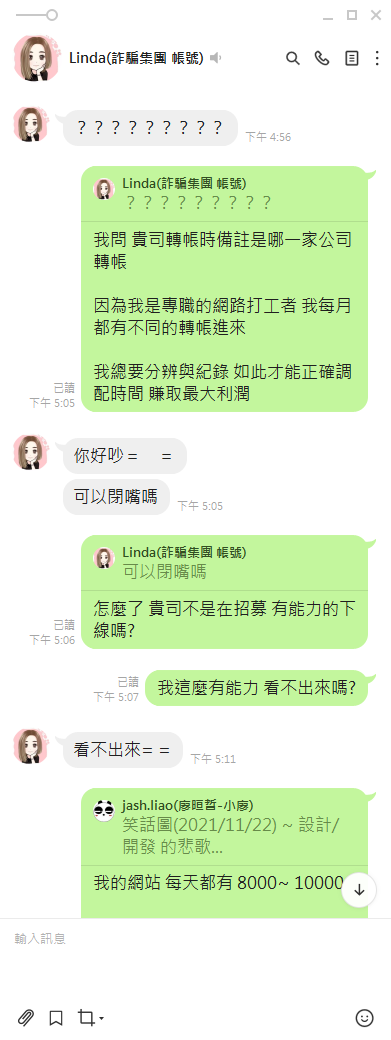 Linda(詐騙集團 帳號)
？？？？？？？？？
下午 4:56
Linda(詐騙集團 帳號)
？？？？？？？？？
我問 貴司轉帳時備註是哪一家公司
轉帳
因為我是專職的網路打工者 我每月
都有不同的轉帳進來
我總要分辨與紀錄 如此才能正確調
配時間 賺取最大利潤
已讀
下午 5:05
你好吵＝ ＝
可以閉嘴嗎
下午 5:05
Linda(詐騙集團 帳號)
可以閉嘴嗎
怎麼了 貴司不是在招募 有能力的下
線嗎?
已讀
下午 5:06
我這麼有能力 看不出來嗎?
已讀
下午 5:07
看不出來= =
下午 5:11
jash.liao(廖晅晢-小廖)
笑話圖(2021/11/22) ~ 設計/
開發 的悲歌...
我的網站 每天都有 8000~ 10000
輸入訊息